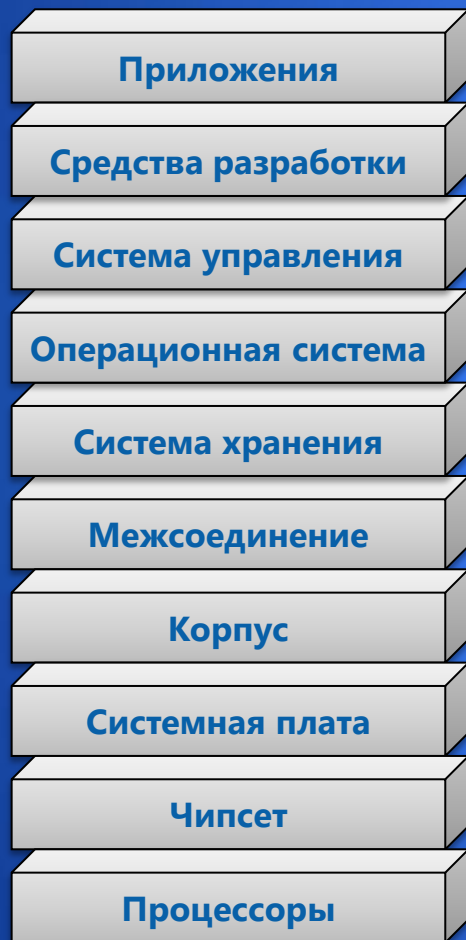 Приложения
Средства разработки
Система управления
Операционная система
Система хранения
Межсоединение
Корпус
Системная плата
Чипсет
Процессоры